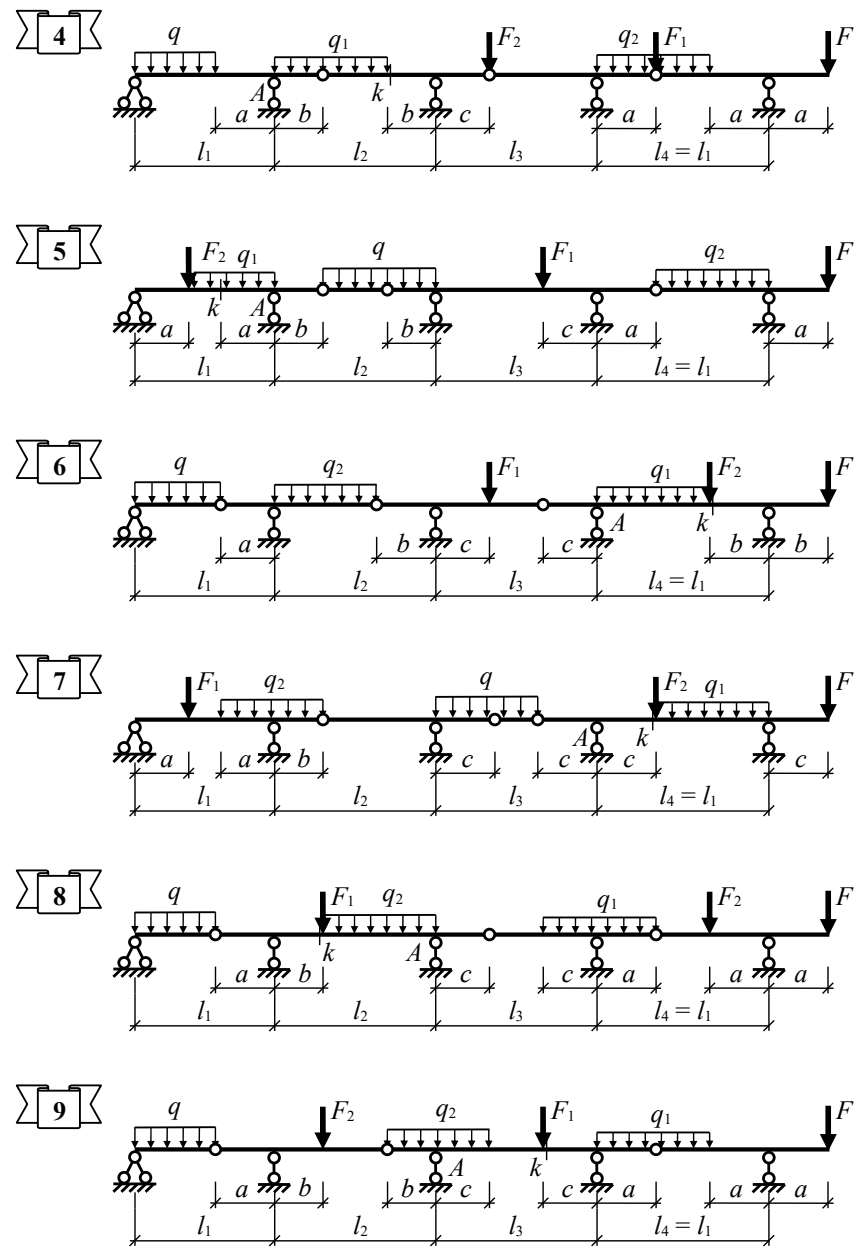 4
q q₁ F₂ q₂ F₁ F
A k
a b b c a a a
l₁ l₂ l₃ l₄ = l₁
5
F₂ q₁ q F₁ q₂ F
k A
a a b b c a a
l₁ l₂ l₃ l₄ = l₁
6
q q₂ F₁ q₁ F₂ F
A k
a b c c b b
l₁ l₂ l₃ l₄ = l₁
7
F₁ q₂ q F₂ q₁ F
A k
a a b c c c c
l₁ l₂ l₃ l₄ = l₁
8
q F₁ q₂ q₁ F₂ F
k A
a b c c a a a
l₁ l₂ l₃ l₄ = l₁
9
q F₂ q₂ F₁ q₁ F
A k
a b b c c a a a
l₁ l₂ l₃ l₄ = l₁